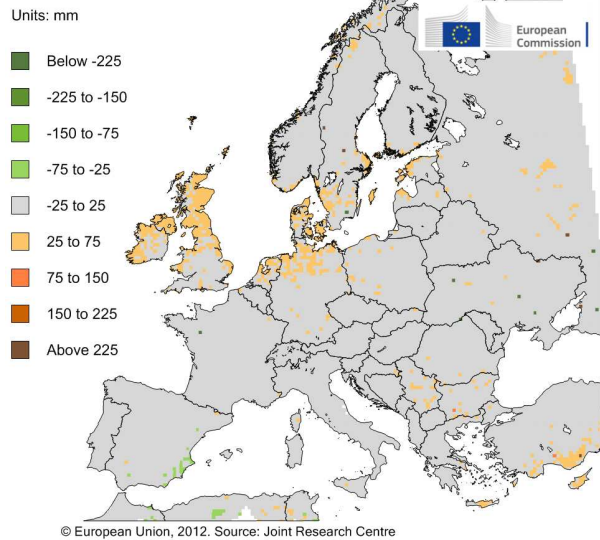 Units: mm
Below -225
-225 to -150
-150 to -75
-75 to -25
-25 to 25
25 to 75
75 to 150
150 to 225
Above 225
European
Commission
© European Union, 2012. Source: Joint Research Centre